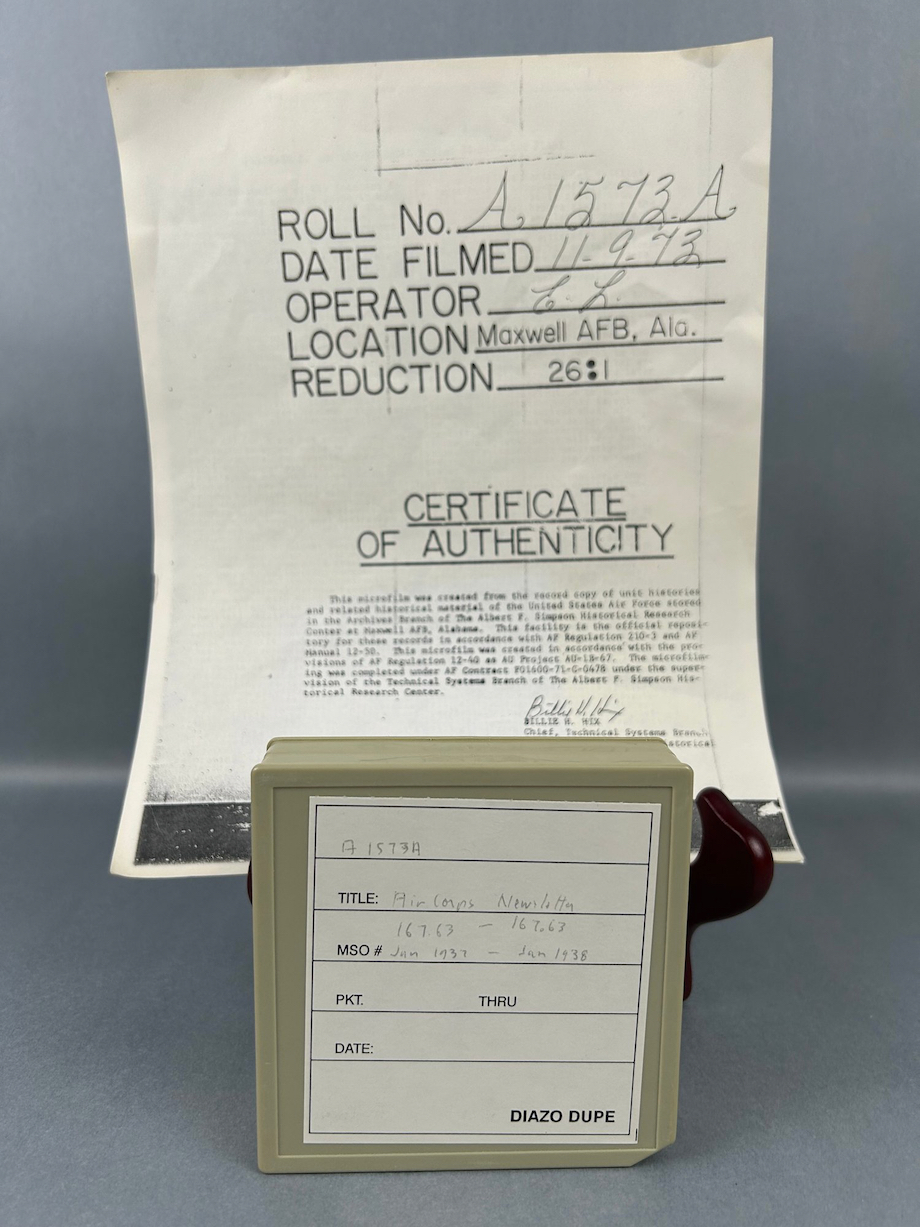 ROLL No. A1573A
DATE FILMED 11-9-73
OPERATOR E. L.
LOCATION Maxwell AFB, Ala.
REDUCTION 26:1
CERTIFICATE
OF AUTHENTICITY
This microfilm was created from the record copy of unit histories
and related historical material of the United States Air Force stored
in the Archives Branch of The Albert F. Simpson Historical Research
Center at Maxwell AFB, Alabama. This facility is the official reposi-
tory for these records in accordance with AF Regulation 210-3 and AF
Manual 12-50. This microfilm was created in accordance with the pro-
visions of AF Regulation 12-40 as AU Project AU-1B-67. The microfilm-
ing was completed under AF Contract F01600-71-C-0478 under the super-
vision of the Technical Systems Branch of The Albert F. Simpson His-
torical Research Center.
Billie H. Hix
BILLIE H. HIX
Chief, Technical Systems Branch
storical
A1573A
TITLE: Air Corps Newsletter
167.63 — 167.63
MSO # Jan 1937 - Jan 1938
PKT. THRU
DATE:
DIAZO DUPE